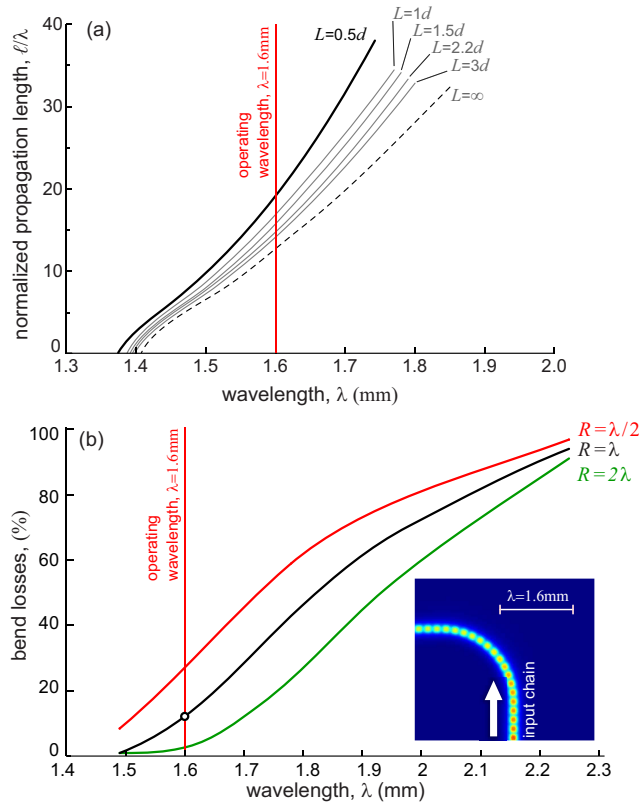 (a)
normalized propagation length, ℓ/λ
40
30
20
10
0
L=0.5d
L=1d
L=1.5d
L=2.2d
L=3d
L=∞
operating
wavelength, λ=1.6mm
1.3
1.4
1.5
1.6
1.7
1.8
1.9
2.0
wavelength, λ (mm)
(b)
bend losses, (%)
100
80
60
40
20
0
operating
wavelength, λ=1.6mm
R=λ/2
R=λ
R=2λ
λ=1.6mm
input chain
1.4
1.5
1.6
1.7
1.8
1.9
2
2.1
2.2
2.3
wavelength, λ (mm)